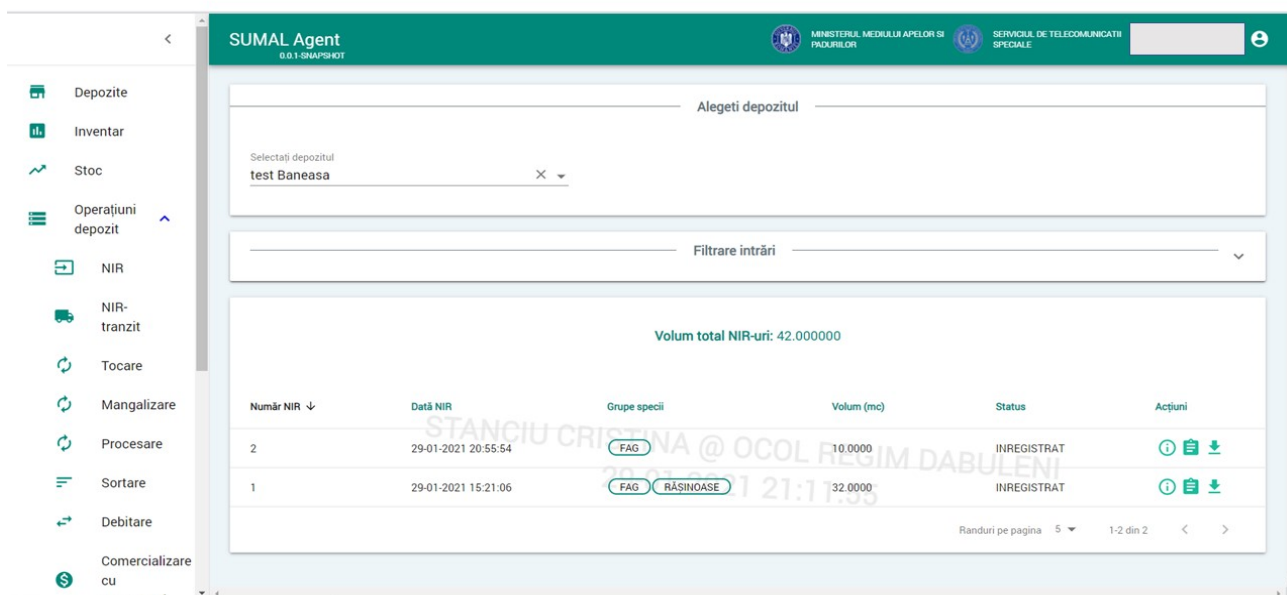 SUMAL Agent
0.0.1-SNAPSHOT
MINISTERUL MEDIULUI APELOR SI
PADURILOR
SERVICIUL DE TELECOMUNICATII
SPECIALE
Depozite
Inventar
Stoc
Operațiuni
depozit
NIR
NIR-
tranzit
Tocare
Mangalizare
Procesare
Sortare
Debitare
Comercializare
cu
Alegeti depozitul
Selectați depozitul
test Baneasa
Filtrare intrări
Volum total NIR-uri: 42.000000
Număr NIR Dată NIR Grupe specii Volum (mc) Status Acțiuni
2 29-01-2021 20:55:54 FAG 10.0000 INREGISTRAT
1 29-01-2021 15:21:06 FAG RĂȘINOASE 32.0000 INREGISTRAT
STANCIU CRISTINA @ OCOL REGIM DABULENI
29-01-2021 21:11:55
Randuri pe pagina 5 1-2 din 2